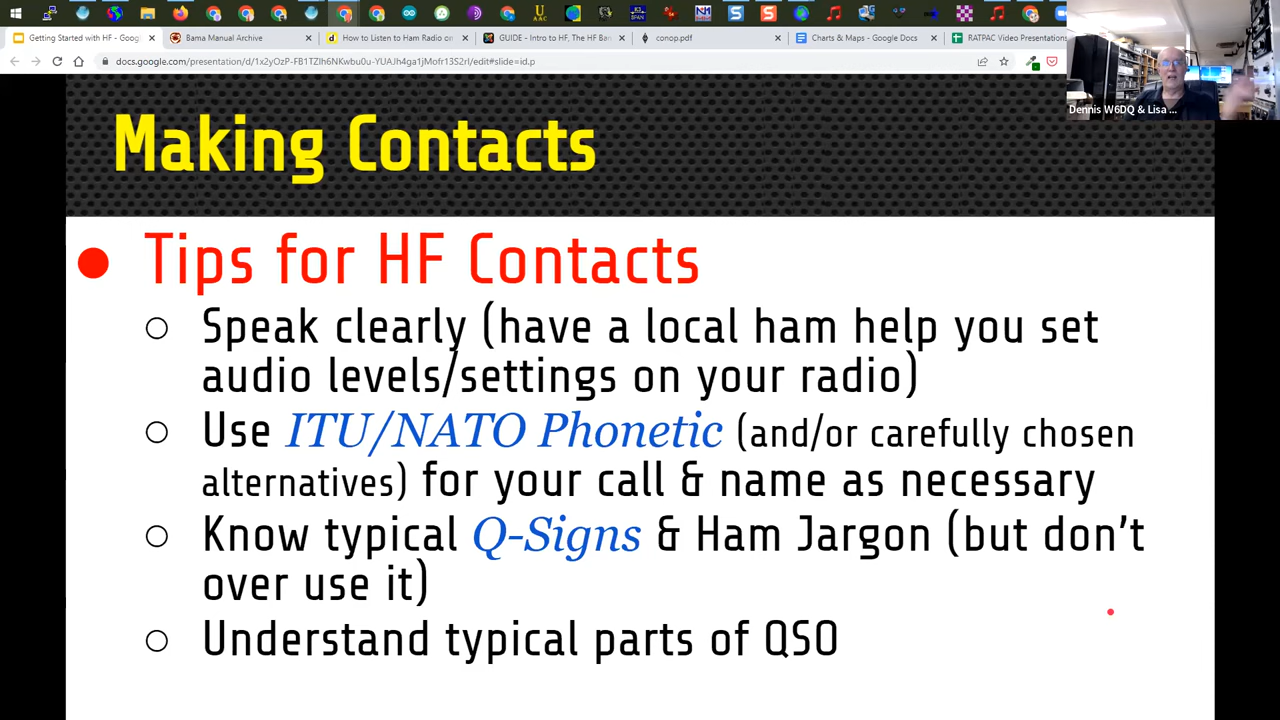 Getting Started with HF - Goog
Bama Manual Archive
How to Listen to Ham Radio on
GUIDE - Intro to HF, The HF Ban
conop.pdf
Charts & Maps - Google Docs
RATPAC Video Presentations
docs.google.com/presentation/d/1x2yOzP-FB1TZlh6NKwbu0u-YUAJh4ga1jMofr13S2rI/edit#slide=id.p
Dennis W6DQ & Lisa ...
Making Contacts
● Tips for HF Contacts
○ Speak clearly (have a local ham help you set
audio levels/settings on your radio)
○ Use ITU/NATO Phonetic (and/or carefully chosen
alternatives) for your call & name as necessary
○ Know typical Q-Signs & Ham Jargon (but don't
over use it)
○ Understand typical parts of QSO